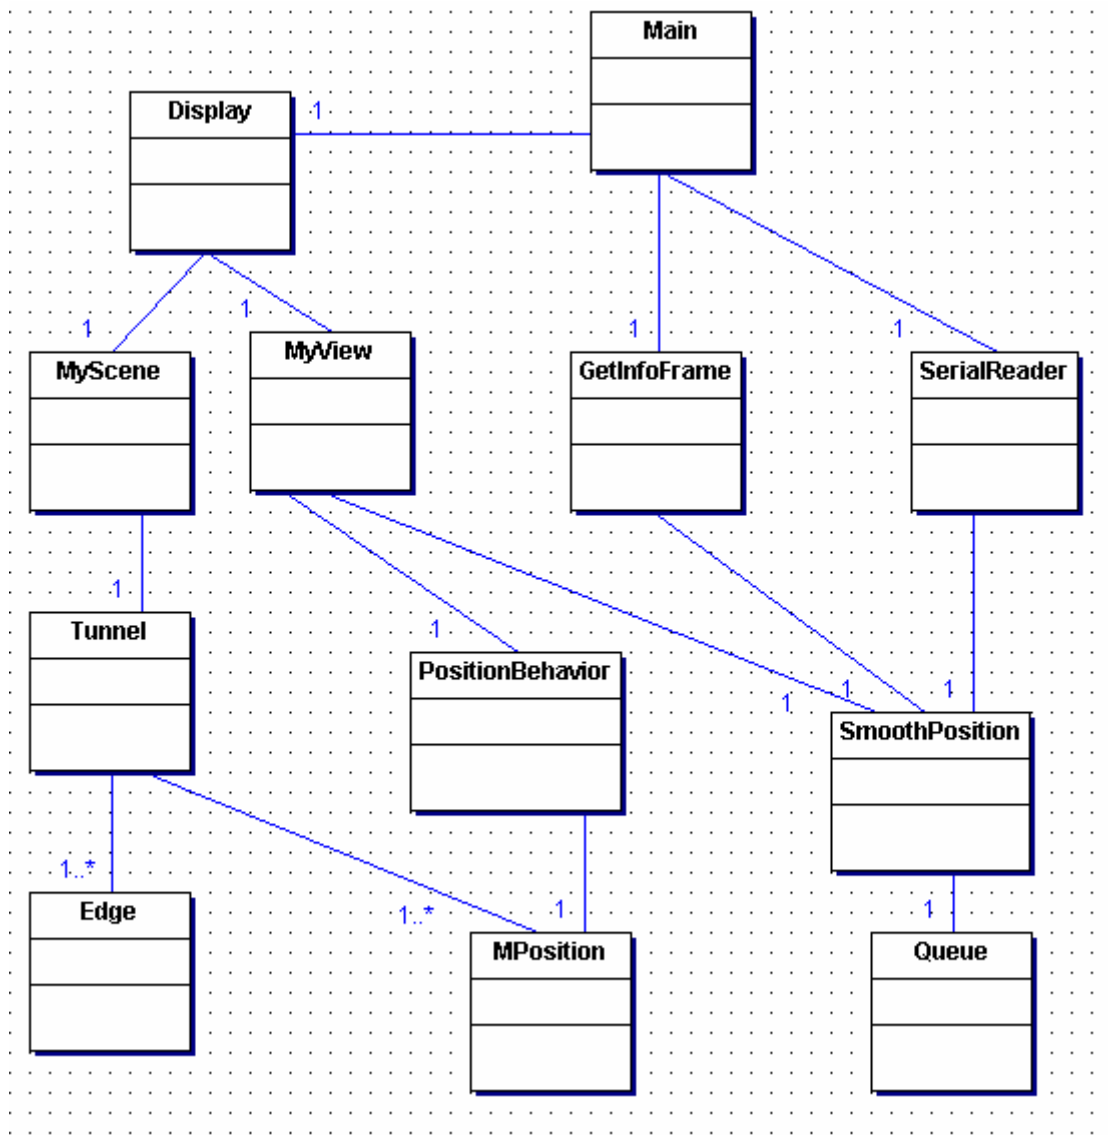 Main
Display
1
1
1
1
1
MyView
MyScene
GetInfoFrame
SerialReader
1
1
Tunnel
PositionBehavior
1
1
1
SmoothPosition
1..*
1..*
1
1
Edge
MPosition
Queue